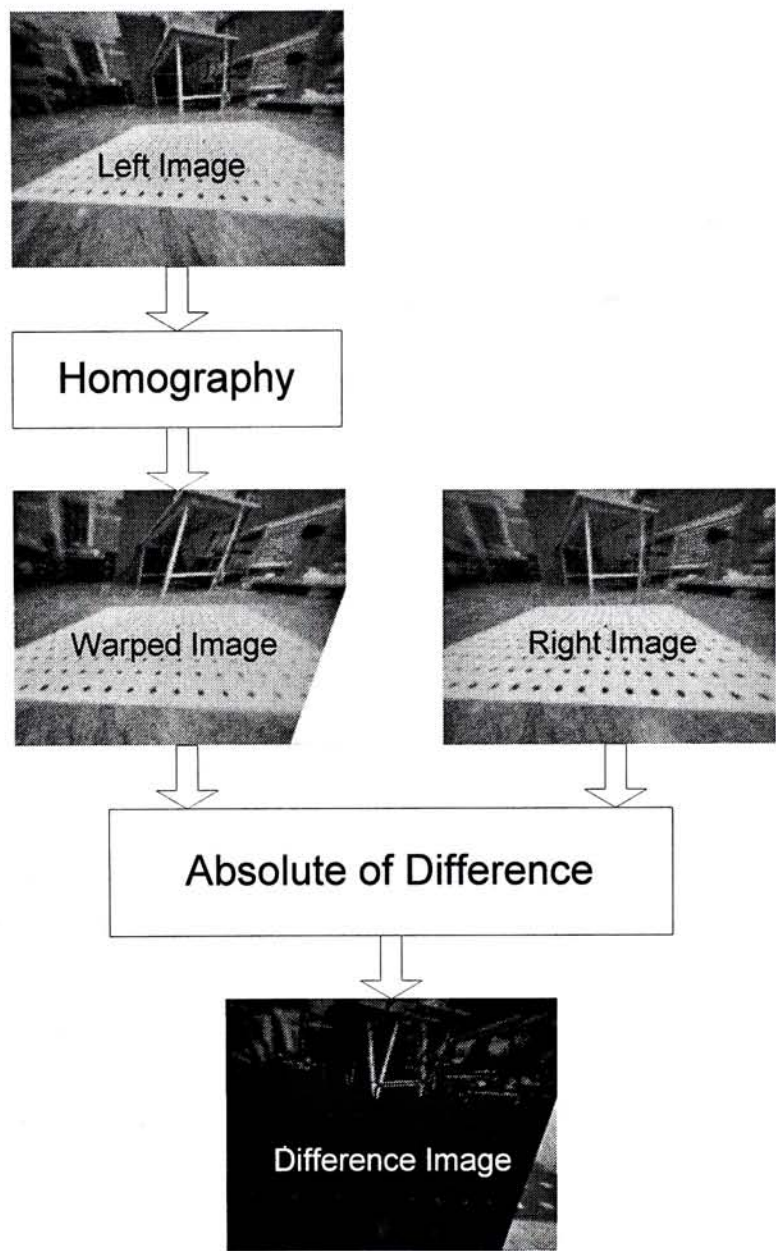 Left Image
Homography
Warped Image
Right Image
Absolute of Difference
Difference Image